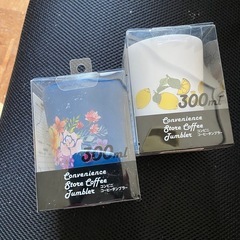 300ml
Convenience
Store Coffee
Tumbler
コンビニ
コーヒータンブラー
300ml
Convenience
Store Coffee
Tumbler
コンビニ
コーヒータンブラー